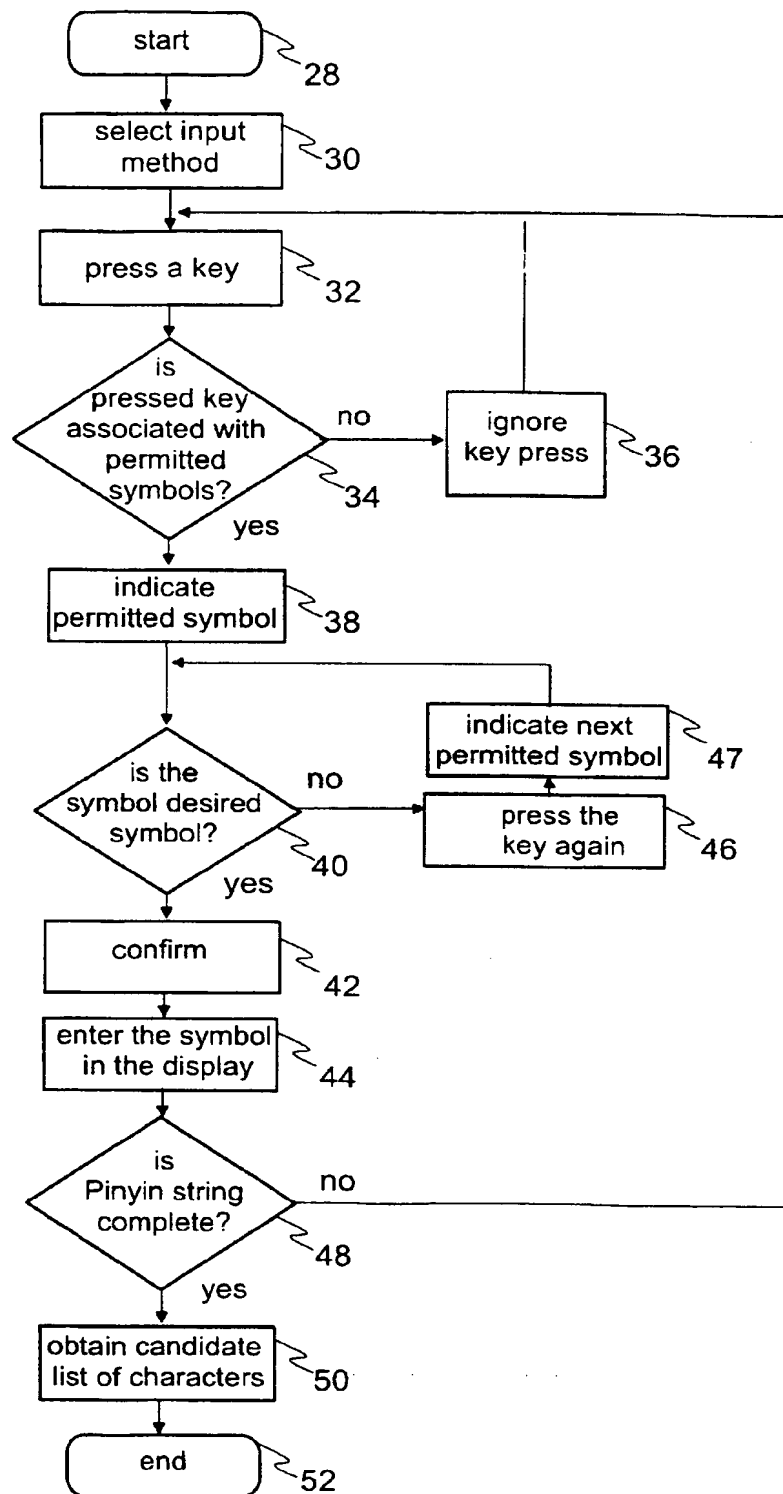 start
28
select input
method
30
press a key
32
is
pressed key
associated with
permitted
symbols?
34
no
ignore
key press
36
yes
indicate
permitted symbol
38
indicate next
permitted symbol
47
is the
symbol desired
symbol?
40
no
press the
key again
46
yes
confirm
42
enter the symbol
in the display
44
is
Pinyin string
complete?
48
no
yes
obtain candidate
list of characters
50
end
52